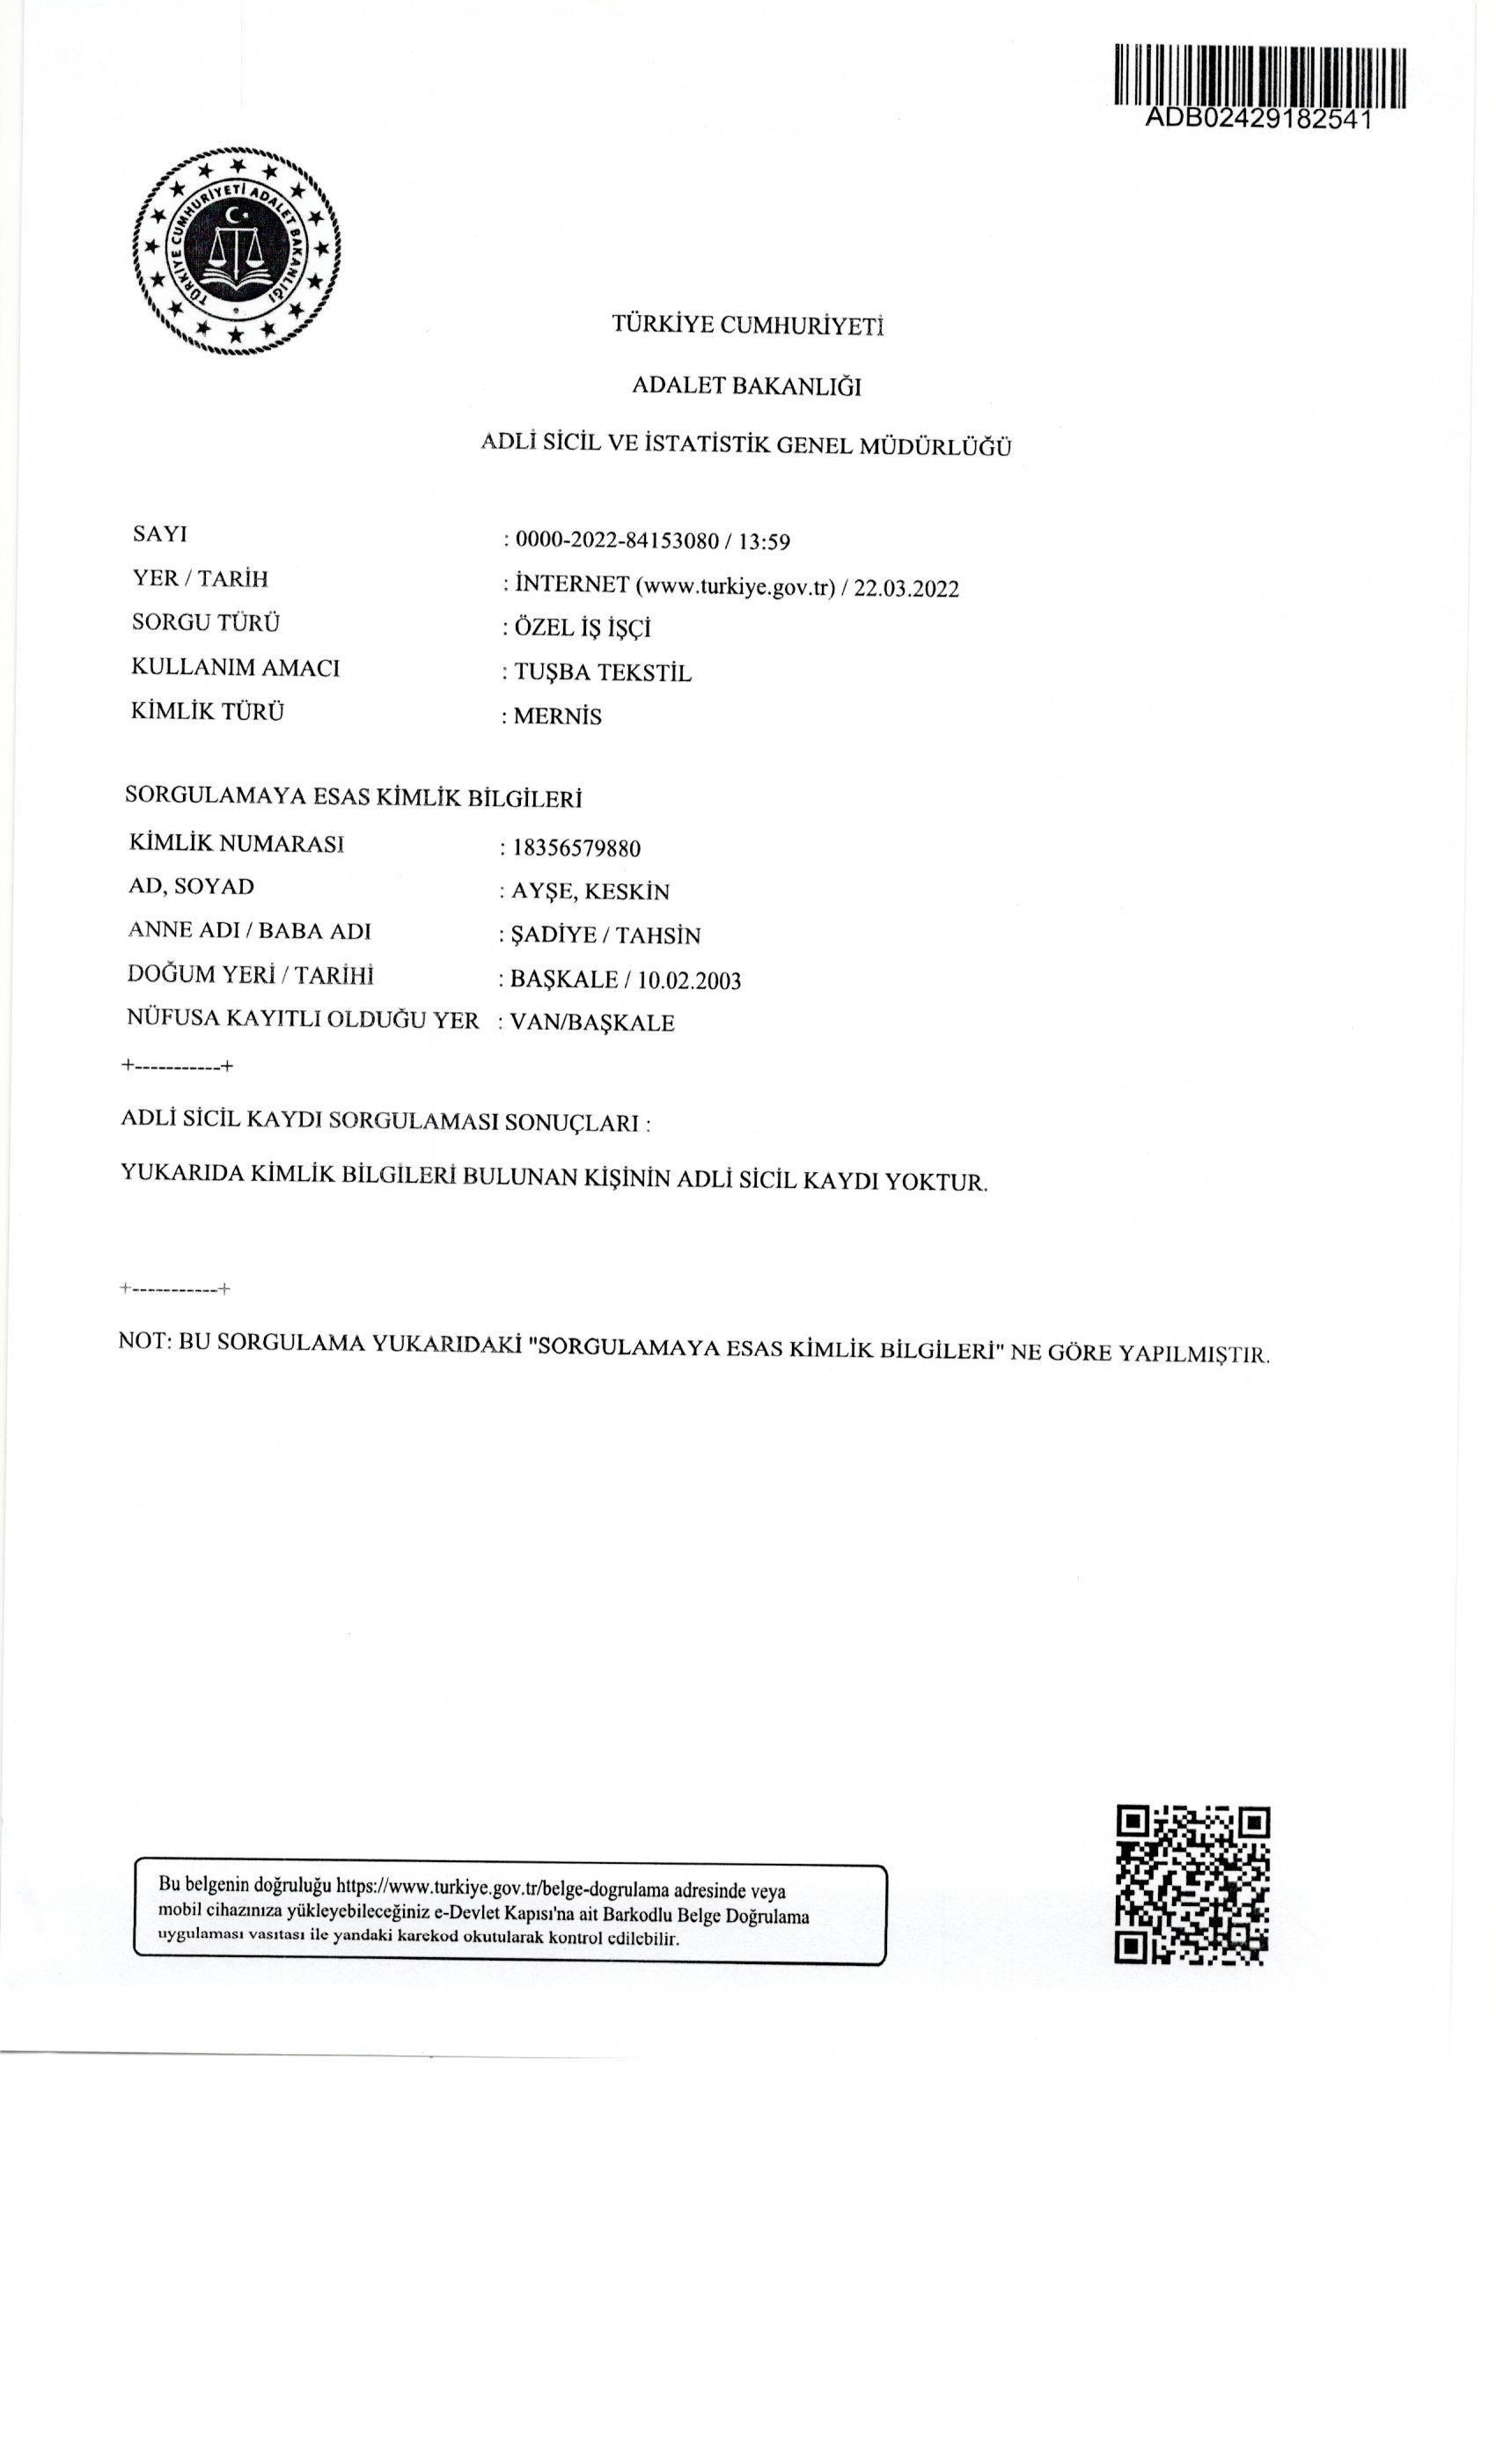 ADB02429182541
TÜRKİYE CUMHURİYETİ ADALET BAKANLIĞI
TÜRKİYE CUMHURİYETİ
ADALET BAKANLIĞI
ADLİ SİCİL VE İSTATİSTİK GENEL MÜDÜRLÜĞÜ
SAYI : 0000-2022-84153080 / 13:59
YER / TARİH : İNTERNET (www.turkiye.gov.tr) / 22.03.2022
SORGU TÜRÜ : ÖZEL İŞ İŞÇİ
KULLANIM AMACI : TUŞBA TEKSTİL
KİMLİK TÜRÜ : MERNİS
SORGULAMAYA ESAS KİMLİK BİLGİLERİ
KİMLİK NUMARASI : 18356579880
AD, SOYAD : AYŞE, KESKİN
ANNE ADI / BABA ADI : ŞADİYE / TAHSİN
DOĞUM YERİ / TARİHİ : BAŞKALE / 10.02.2003
NÜFUSA KAYITLI OLDUĞU YER : VAN/BAŞKALE
+-----------+
ADLİ SİCİL KAYDI SORGULAMASI SONUÇLARI :
YUKARIDA KİMLİK BİLGİLERİ BULUNAN KİŞİNİN ADLİ SİCİL KAYDI YOKTUR.
+-----------+
NOT: BU SORGULAMA YUKARIDAKİ "SORGULAMAYA ESAS KİMLİK BİLGİLERİ" NE GÖRE YAPILMIŞTIR.
Bu belgenin doğruluğu https://www.turkiye.gov.tr/belge-dogrulama adresinde veya
mobil cihazınıza yükleyebileceğiniz e-Devlet Kapısı'na ait Barkodlu Belge Doğrulama
uygulaması vasıtası ile yandaki karekod okutularak kontrol edilebilir.